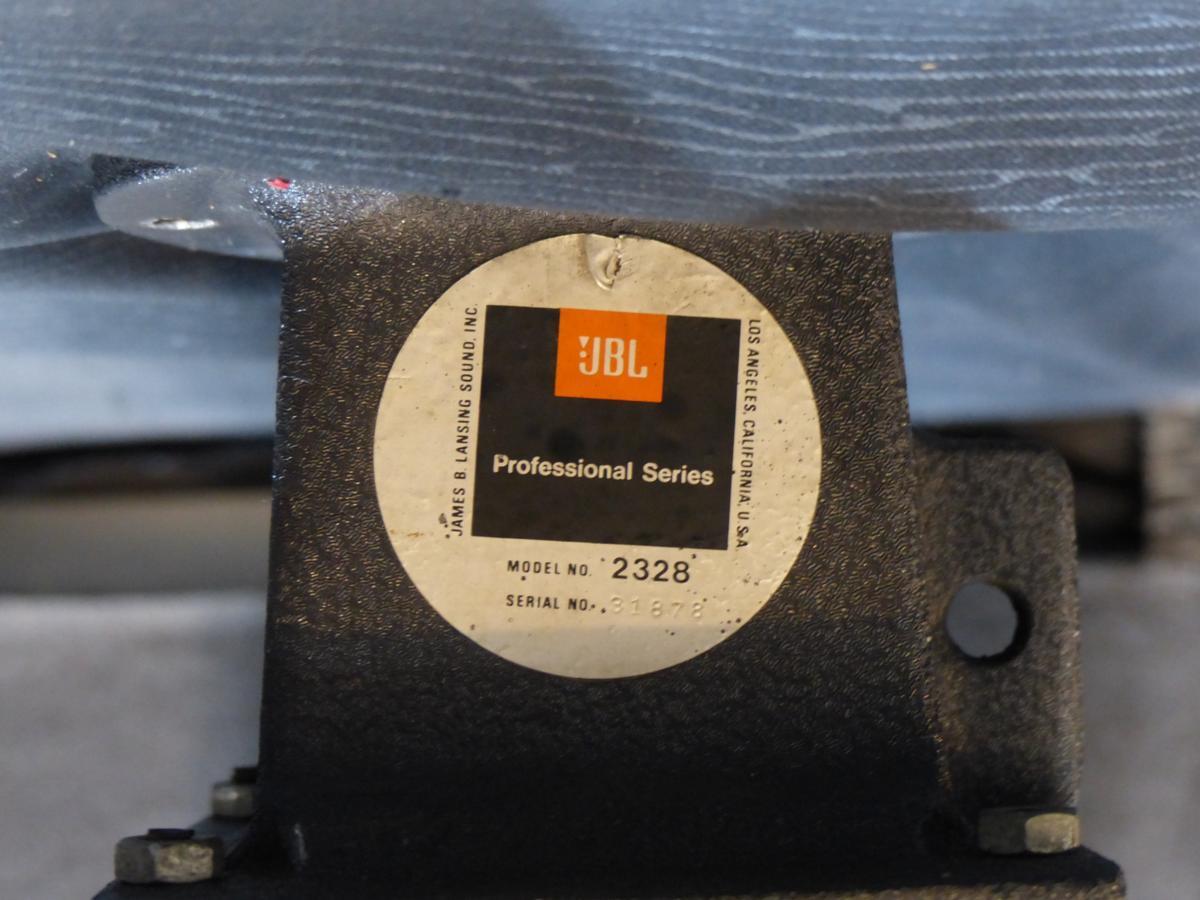 JBL
JAMES B. LANSING SOUND, INC.
LOS ANGELES, CALIFORNIA, U.S.A.
Professional Series
MODEL NO. 2328
SERIAL NO. 31878